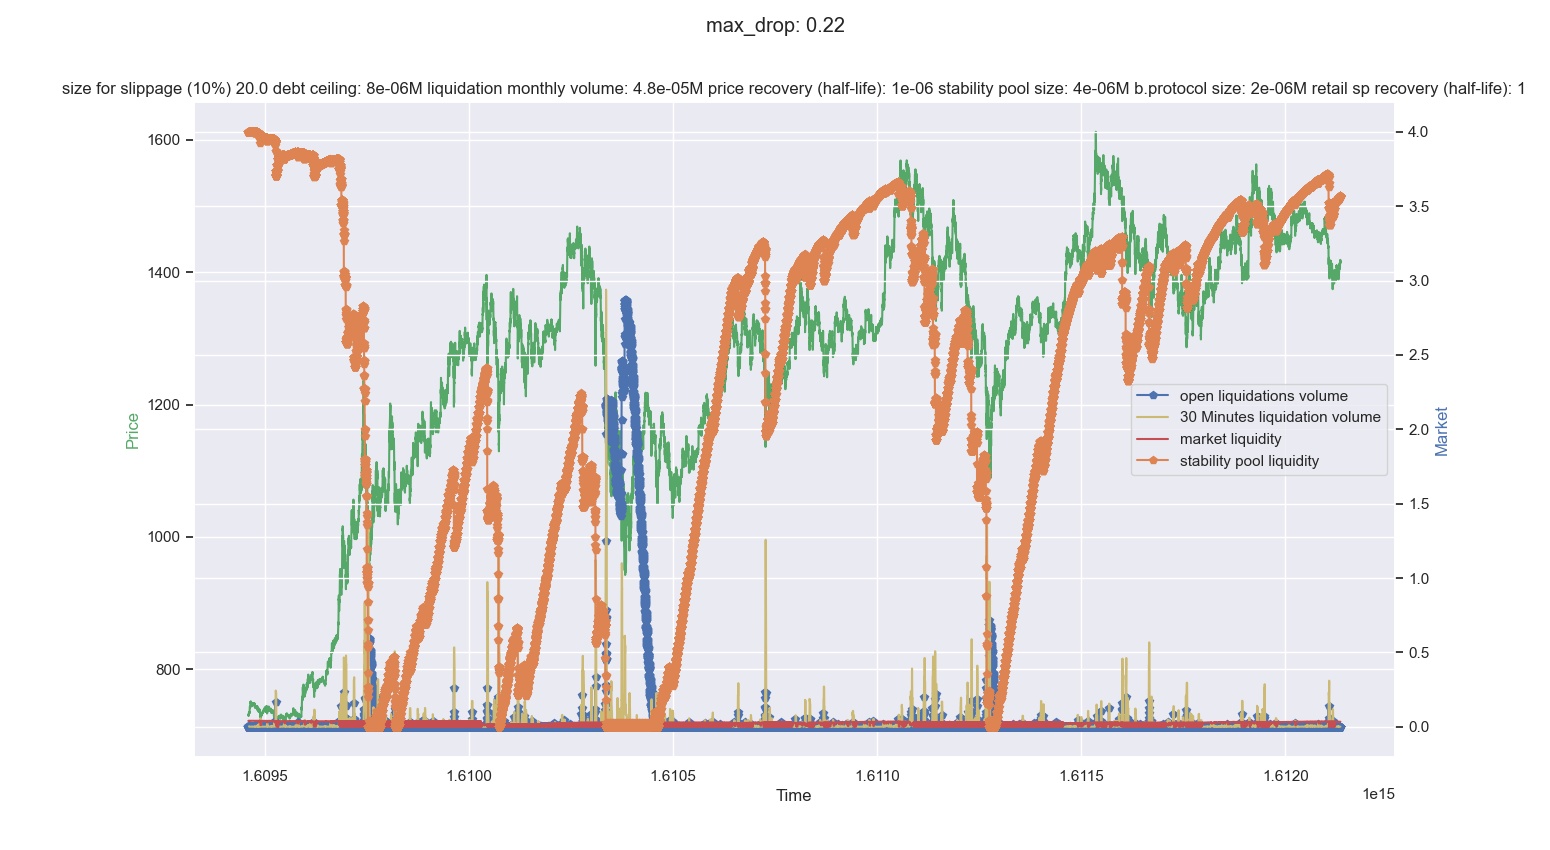 max_drop: 0.22
size for slippage (10%) 20.0 debt ceiling: 8e-06M liquidation monthly volume: 4.8e-05M price recovery (half-life): 1e-06 stability pool size: 4e-06M b.protocol size: 2e-06M retail sp recovery (half-life): 1
1600
1400
1200
1000
800
Price
4.0
3.5
3.0
2.5
2.0
1.5
1.0
0.5
0.0
Market
open liquidations volume
30 Minutes liquidation volume
market liquidity
stability pool liquidity
1.6095 1.6100 1.6105 1.6110 1.6115 1.6120
Time
1e15